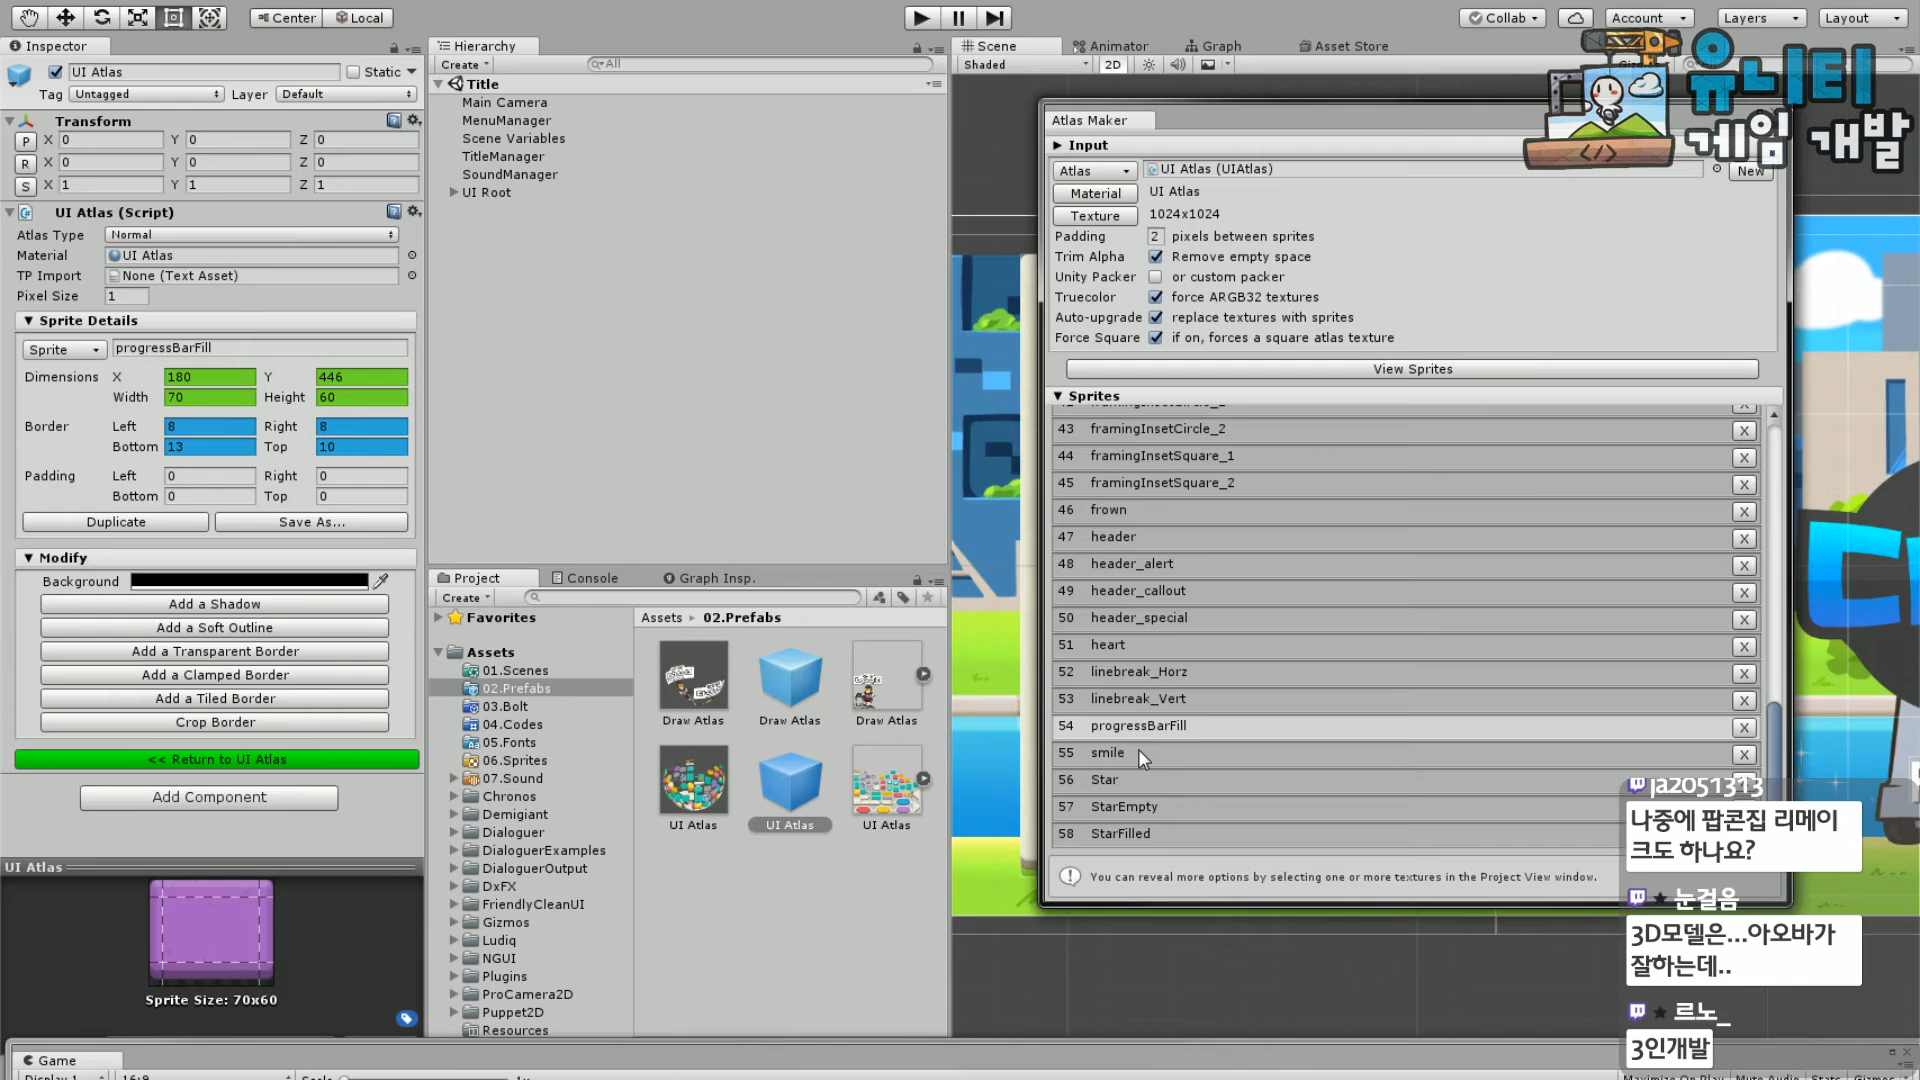 Center
Local
Collab
Account
Layers
Layout
Inspector
UI Atlas
Static
Tag
Untagged
Layer
Default
Transform
P
X
0
Y
0
Z
0
R
X
0
Y
0
Z
0
S
X
1
Y
1
Z
1
UI Atlas (Script)
Atlas Type
Normal
Material
UI Atlas
TP Import
None (Text Asset)
Pixel Size
1
Sprite Details
Sprite
progressBarFill
Dimensions
X
180
Y
446
Width
70
Height
60
Border
Left
8
Right
8
Bottom
13
Top
10
Padding
Left
0
Right
0
Bottom
0
Top
0
Duplicate
Save As...
Modify
Background
Add a Shadow
Add a Soft Outline
Add a Transparent Border
Add a Clamped Border
Add a Tiled Border
Crop Border
<< Return to UI Atlas
Add Component
UI Atlas
Sprite Size: 70x60
Hierarchy
Create
All
Title
Main Camera
MenuManager
Scene Variables
TitleManager
SoundManager
UI Root
Project
Console
Graph Insp.
Create
Favorites
Assets
01.Scenes
02.Prefabs
03.Bolt
04.Codes
05.Fonts
06.Sprites
07.Sound
Chronos
Demigiant
Dialoguer
DialoguerExamples
DialoguerOutput
DxFX
FriendlyCleanUI
Gizmos
Ludiq
NGUI
Plugins
ProCamera2D
Puppet2D
Resources
Assets
02.Prefabs
Draw Atlas
Draw Atlas
Draw Atlas
UI Atlas
UI Atlas
UI Atlas
Scene
Animator
Graph
Asset Store
Shaded
2D
유니티
게임 개발
</>
Atlas Maker
Input
Atlas
UI Atlas (UIAtlas)
New
Material
UI Atlas
Texture
1024x1024
Padding
2
pixels between sprites
Trim Alpha
Remove empty space
Unity Packer
or custom packer
Truecolor
force ARGB32 textures
Auto-upgrade
replace textures with sprites
Force Square
if on, forces a square atlas texture
View Sprites
Sprites
43 framingInsetCircle_2 X
44 framingInsetSquare_1 X
45 framingInsetSquare_2 X
46 frown X
47 header X
48 header_alert X
49 header_callout X
50 header_special X
51 heart X
52 linebreak_Horz X
53 linebreak_Vert X
54 progressBarFill X
55 smile X
56 Star
57 StarEmpty
58 StarFilled
You can reveal more options by selecting one or more textures in the Project View window.
ja2051313
나중에 팝콘집 리메이
크도 하나요?
눈걸음
3D모델은...아오바가
잘하는데..
르노_
3인개발
Game
Display 1
16:9
Scale
1x
Maximize On Play
Mute Audio
Stats
Gizmos